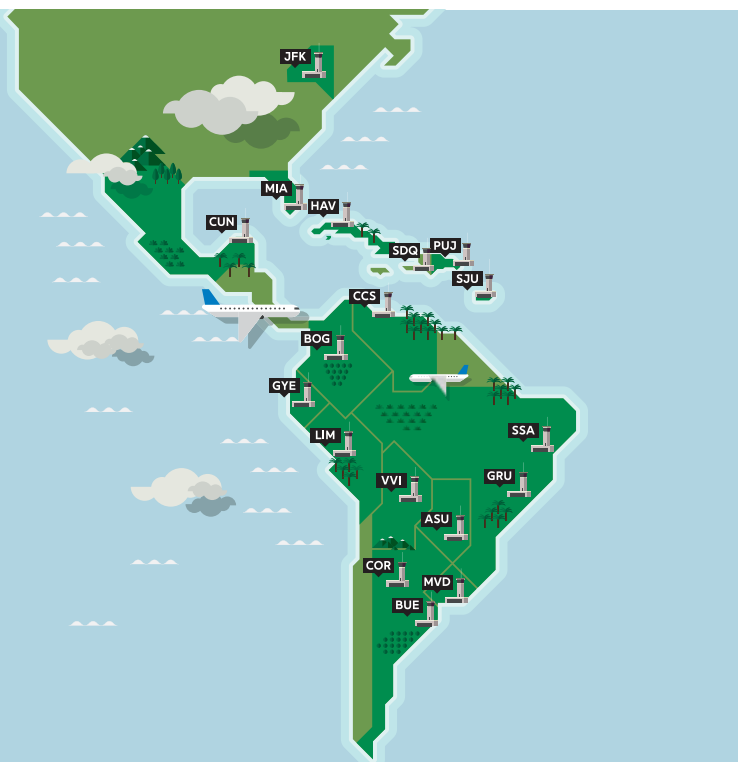 JFK
MIA
HAV
CUN
PUJ
SDQ
SJU
CCS
BOG
GYE
SSA
LIM
GRU
VVI
ASU
COR
MVD
BUE